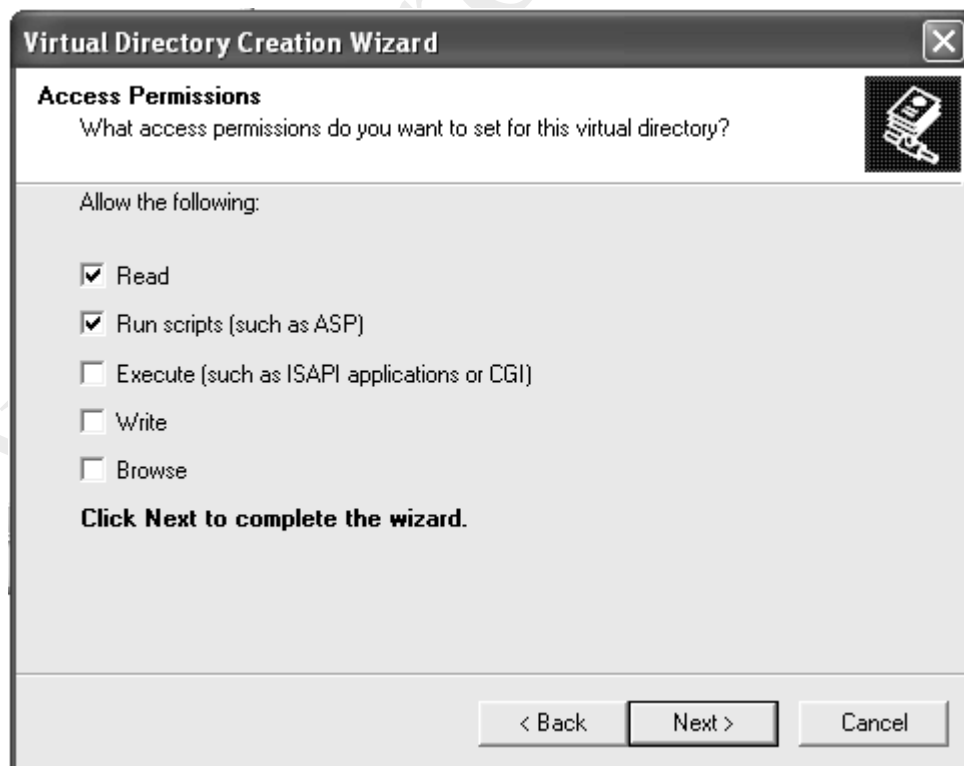 Virtual Directory Creation Wizard
Access Permissions
What access permissions do you want to set for this virtual directory?
Allow the following:
Read
Run scripts (such as ASP)
Execute (such as ISAPI applications or CGI)
Write
Browse
Click Next to complete the wizard.
< Back Next > Cancel